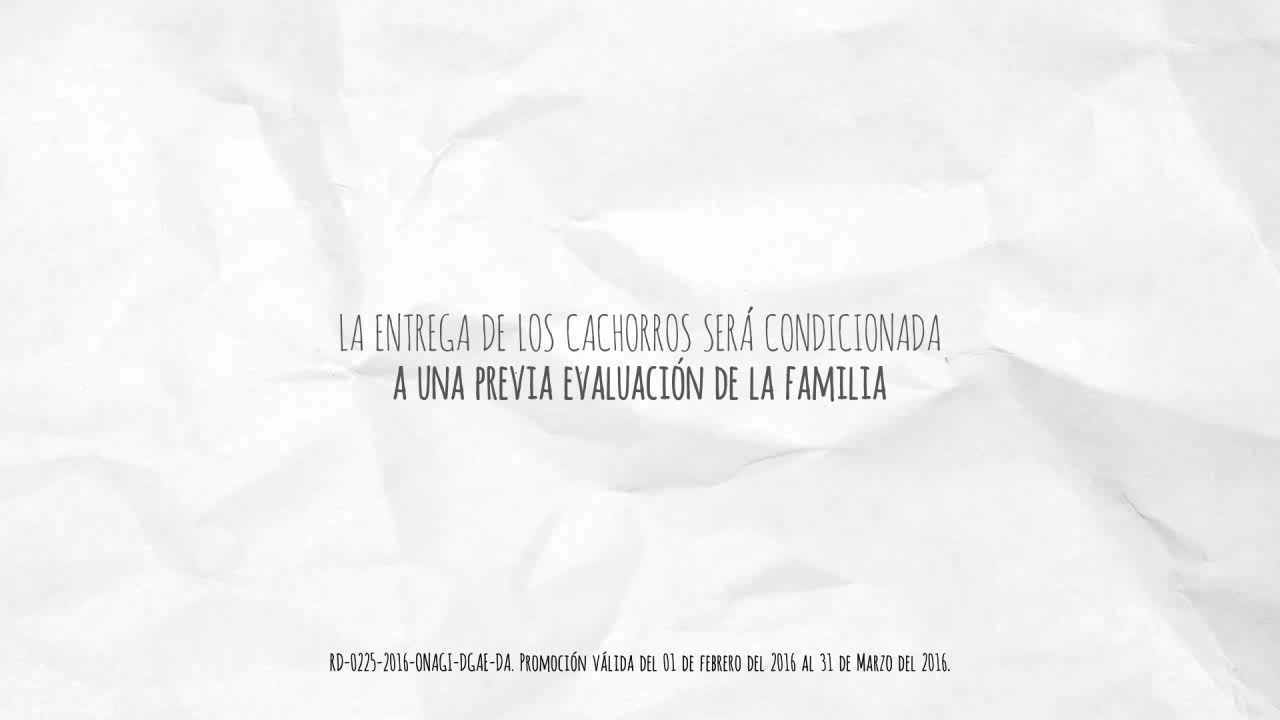 LA ENTREGA DE LOS CACHORROS SERÁ CONDICIONADA
A UNA PREVIA EVALUACIÓN DE LA FAMILIA
RD-0225-2016-ONAGI-DGAE-DA. Promoción válida del 01 de febrero del 2016 al 31 de Marzo del 2016.